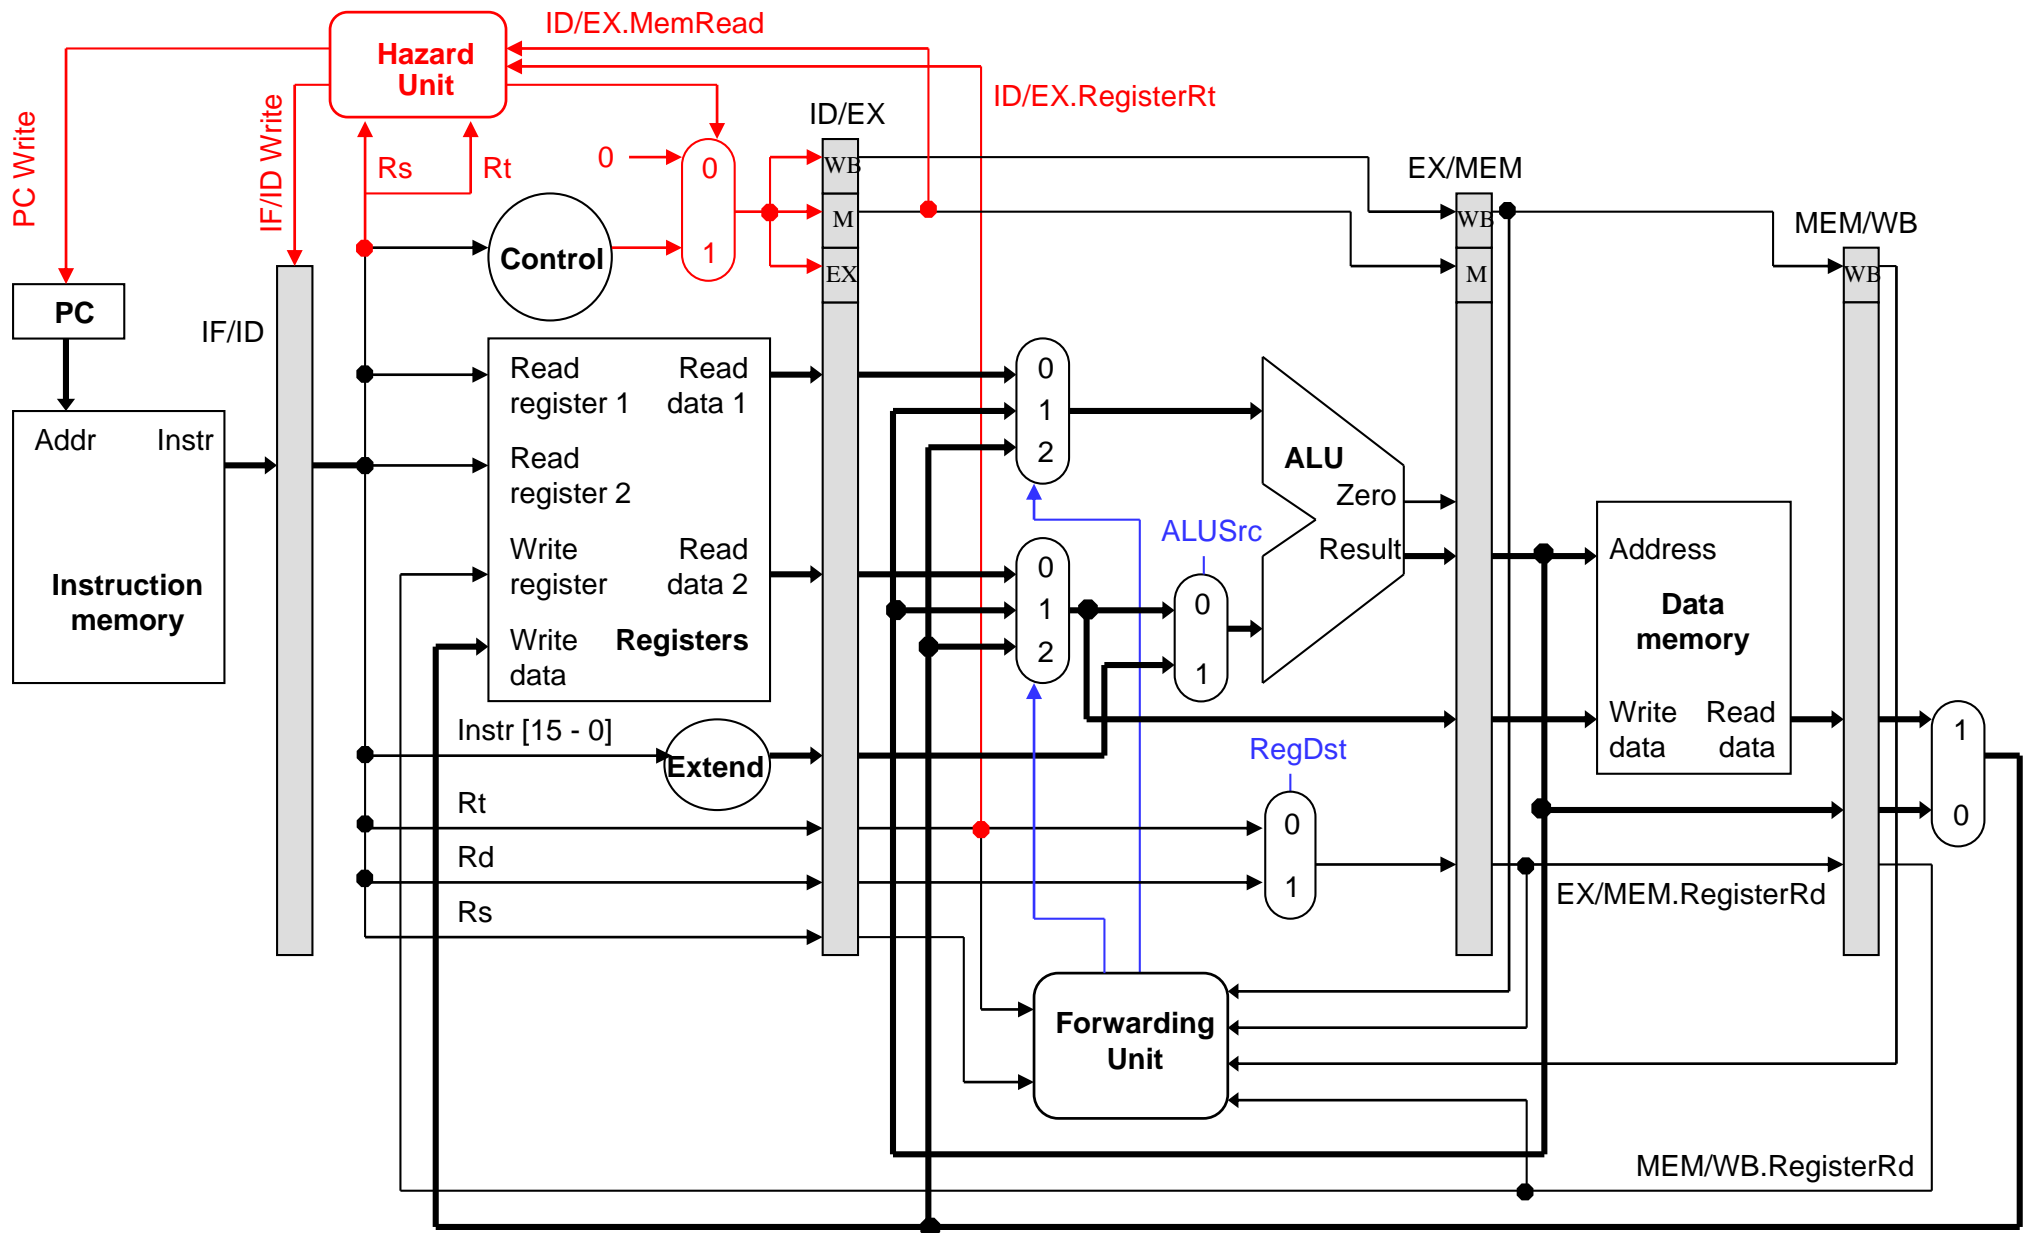 ID/EX.MemRead
Hazard
Unit
ID/EX.RegisterRt
PC Write
IF/ID Write
Rs
Rt
0
0
1
ID/EX
WB
M
EX
EX/MEM
WB
M
MEM/WB
WB
Control
PC
IF/ID
Addr
Instr
Instruction
memory
Read
register 1
Read
data 1
Read
register 2
Write
register
Read
data 2
Write
data
Registers
0
1
2
0
1
2
ALUSrc
0
1
ALU
Zero
Result
Address
Data
memory
Write
data
Read
data
1
0
Instr [15 - 0]
Extend
RegDst
0
1
Rt
Rd
Rs
EX/MEM.RegisterRd
Forwarding
Unit
MEM/WB.RegisterRd